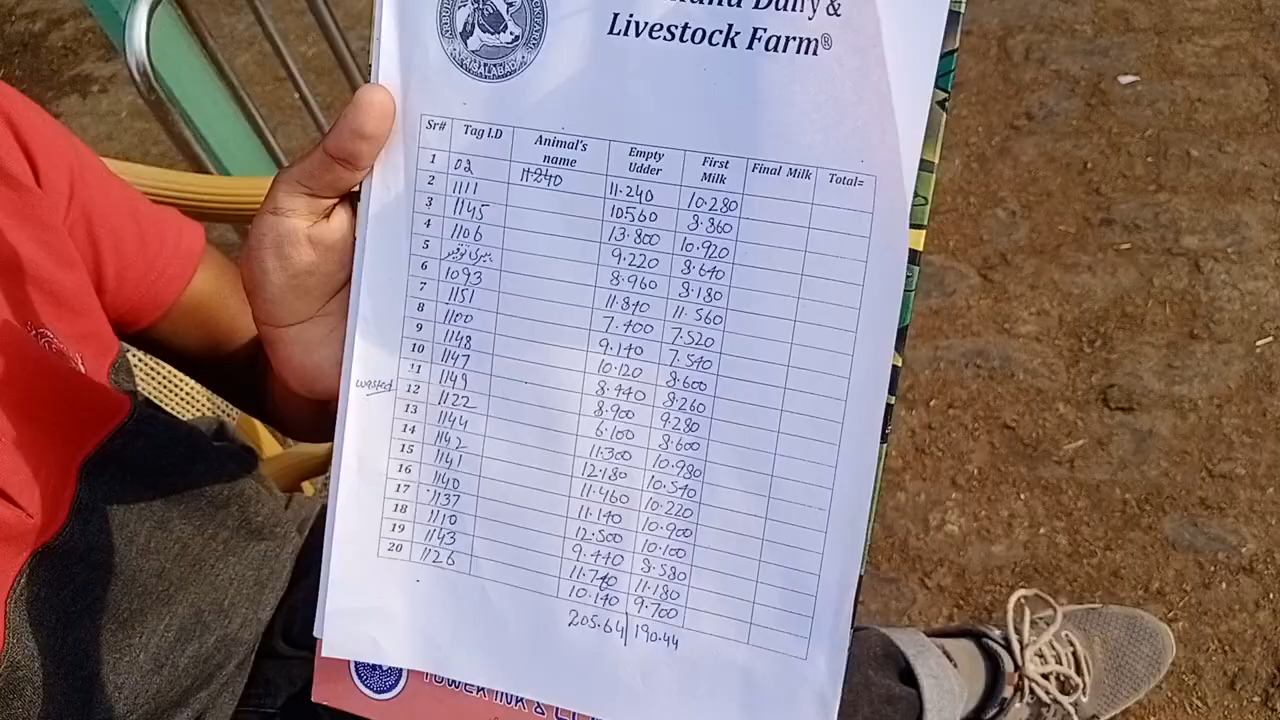 Dairy &
Livestock Farm®
Sr# Tag I.D Animal's name Empty Udder First Milk Final Milk Total=
1 02 11.240 11.240 10.280
2 1111 10560 8.860
3 1145 13.800 10.920
4 1106 9.220 8.640
5 8.960 8.180
6 1093 11.840 11.560
7 1151 7.400 7.520
8 1100 9.140 7.540
9 1148 10.120 8.600
10 1147 8.440 8.260
11 1149 8.900 9.280
wasted 12 1122 6.100 8.600
13 1144 11.300 10.980
14 1142 12.180 10.540
15 1141 11.460 10.220
16 1140 11.140 10.900
17 1137 12.500 10.100
18 1110 9.440 8.580
19 1143 11.740 11.180
20 1126 10.140 9.700
205.64 190.44